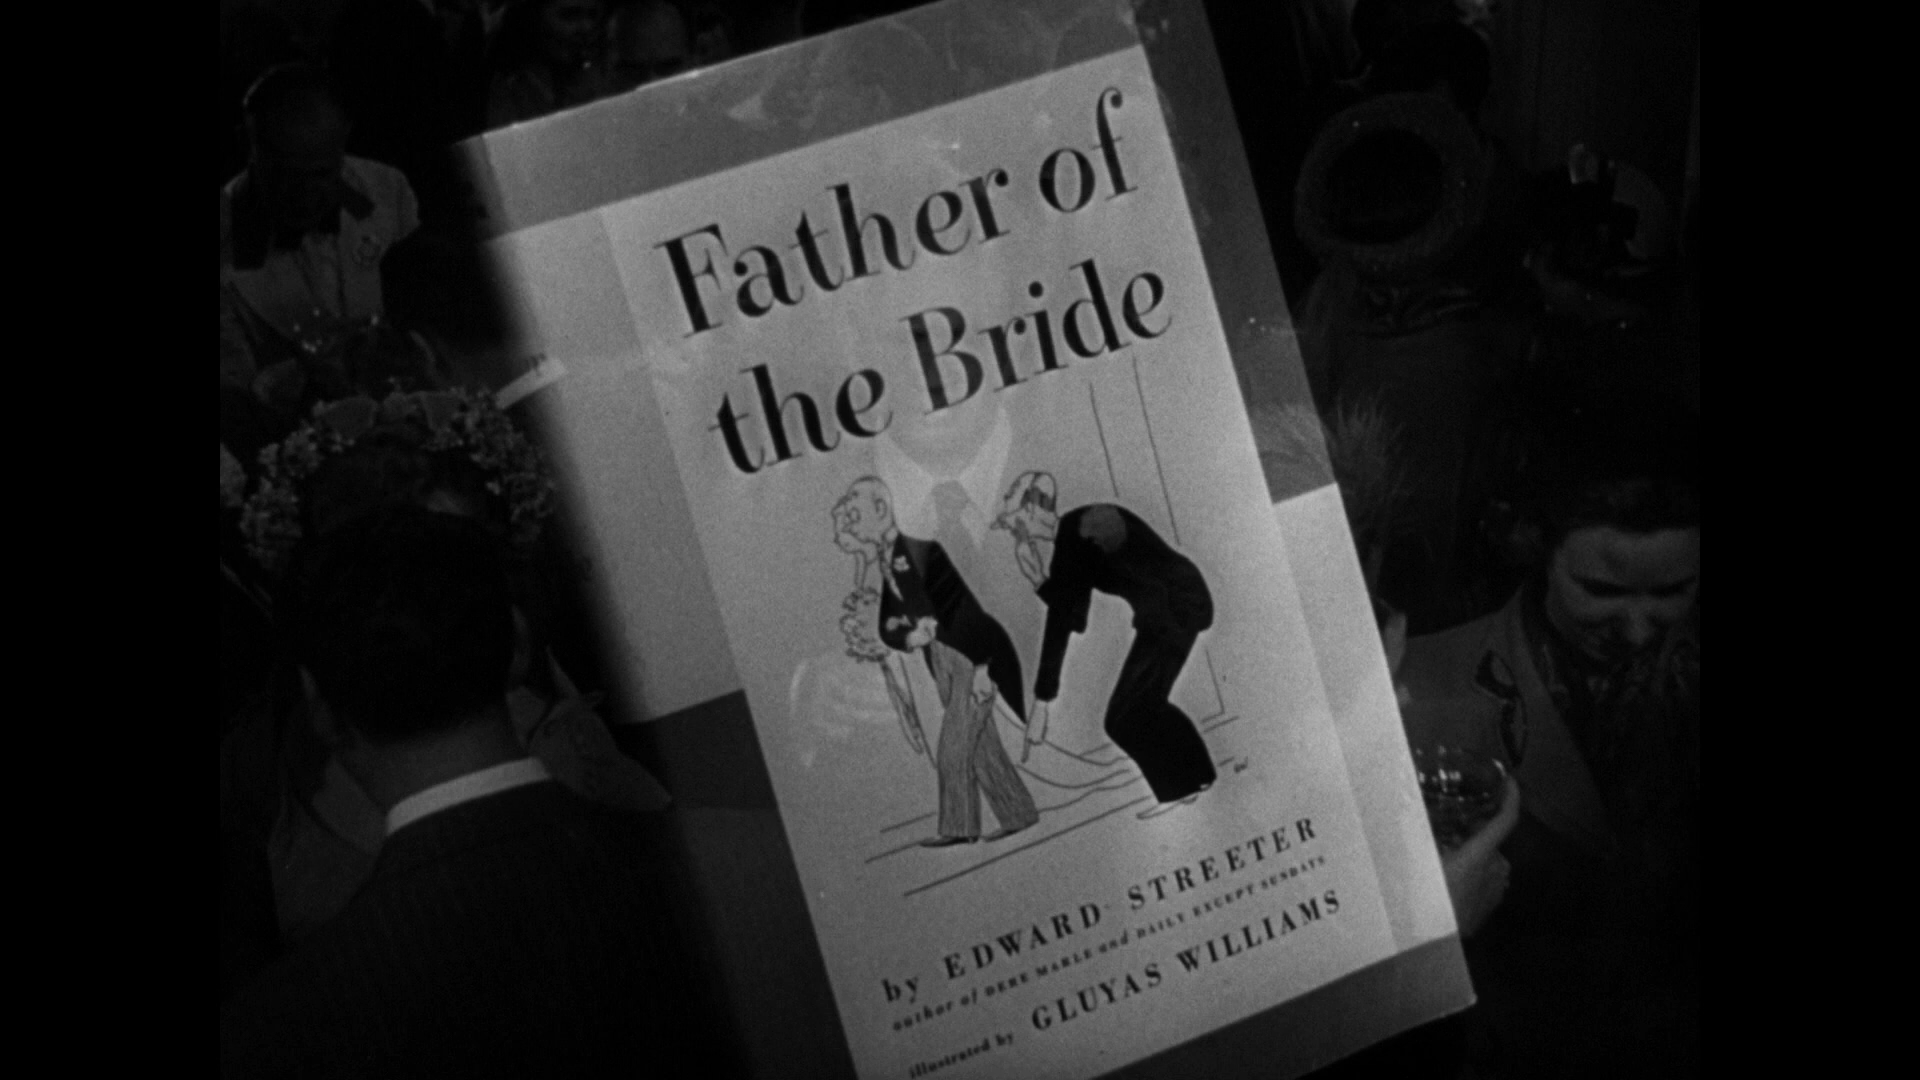 Father of
the Bride
by EDWARD STREETER
author of DERE MABLE and DAILY EXCEPT SUNDAYS
illustrated by GLUYAS WILLIAMS